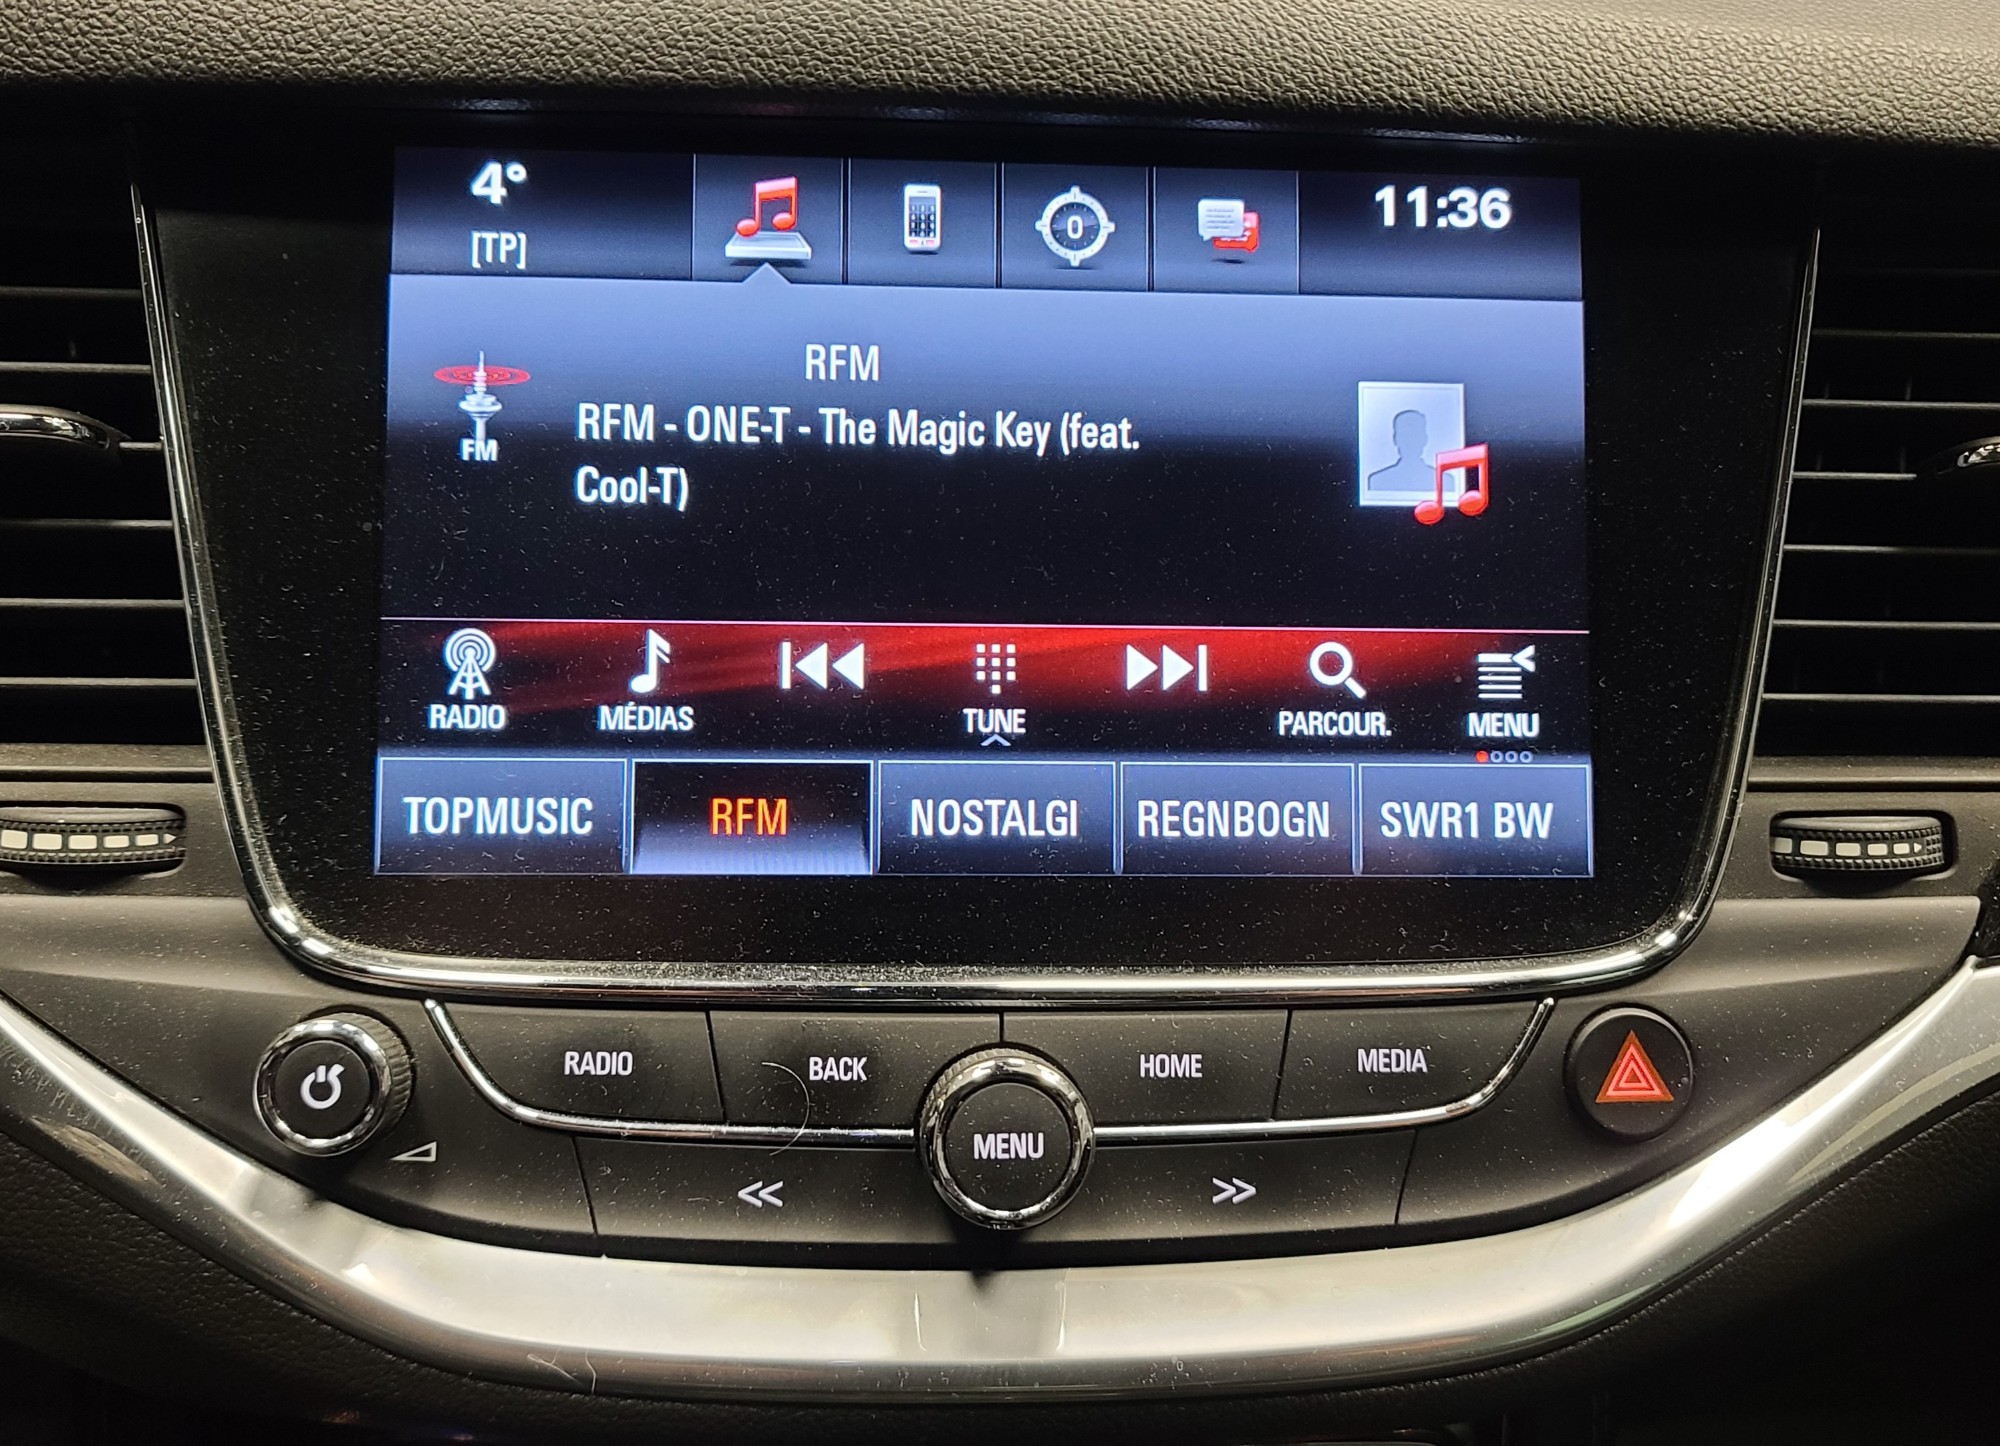 4°
[TP]
0
11:36
RFM
FM
RFM - ONE-T - The Magic Key (feat.
Cool-T)
RADIO
MÉDIAS
TUNE
PARCOUR.
MENU
TOPMUSIC
RFM
NOSTALGI
REGNBOGN
SWR1 BW
RADIO
BACK
HOME
MEDIA
MENU